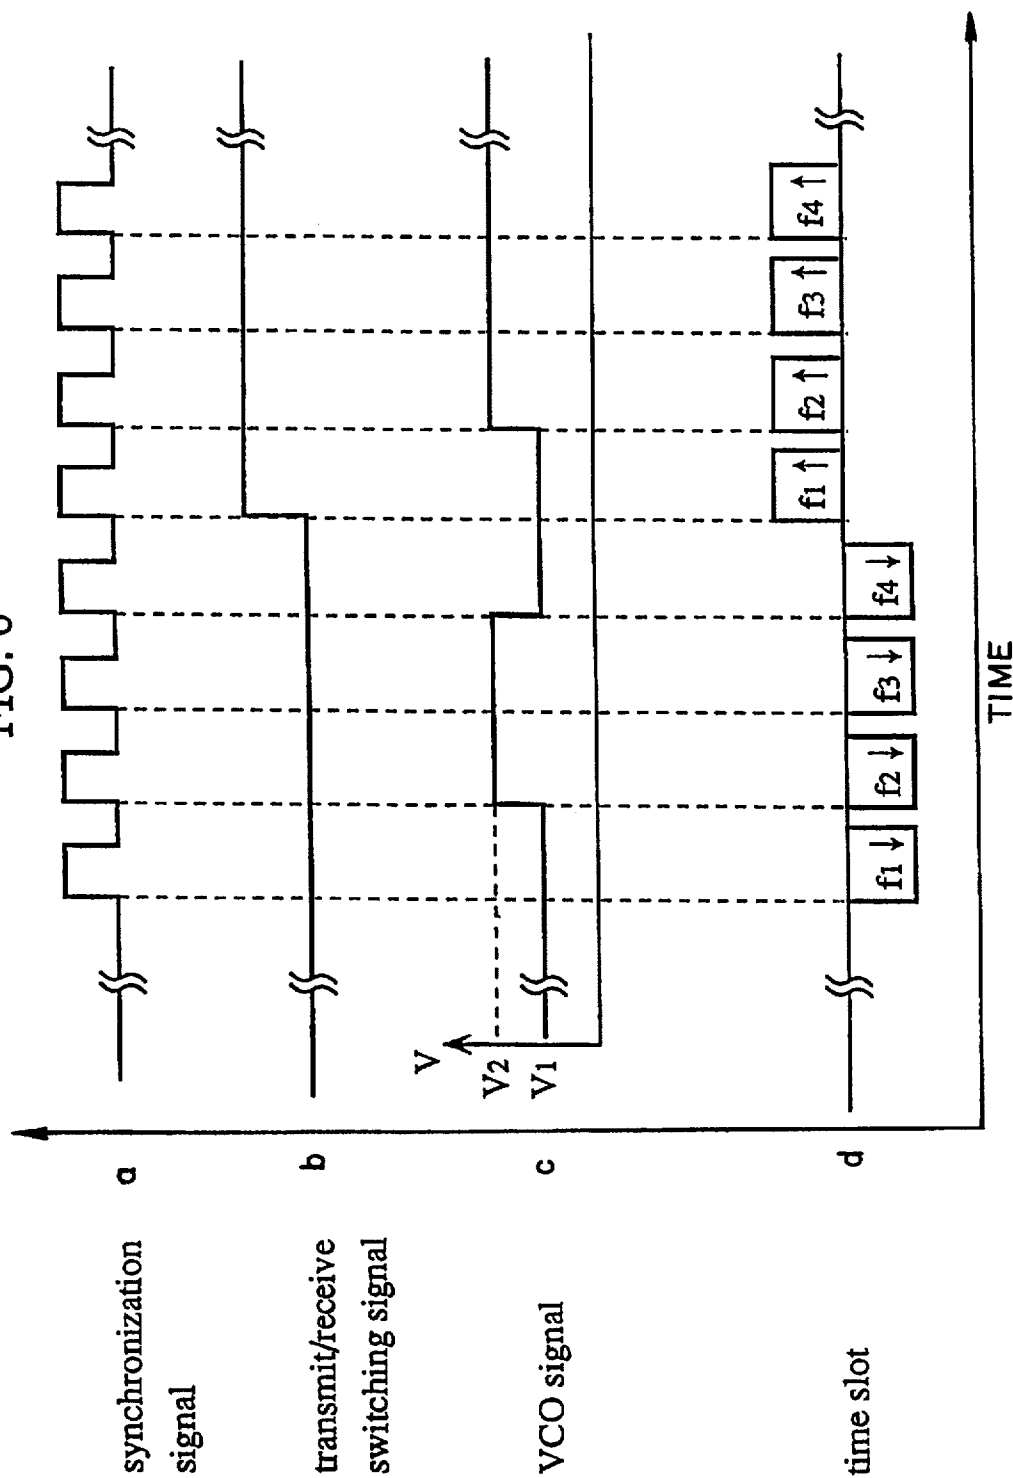 FIG.
synchronization
signal
a
transmit/receive
switching signal
b
V
V2
V1
VCO signal
c
f1↑ f2↑ f3↑ f4↑
time slot
d
f1↓ f2↓ f3↓ f4↓
TIME